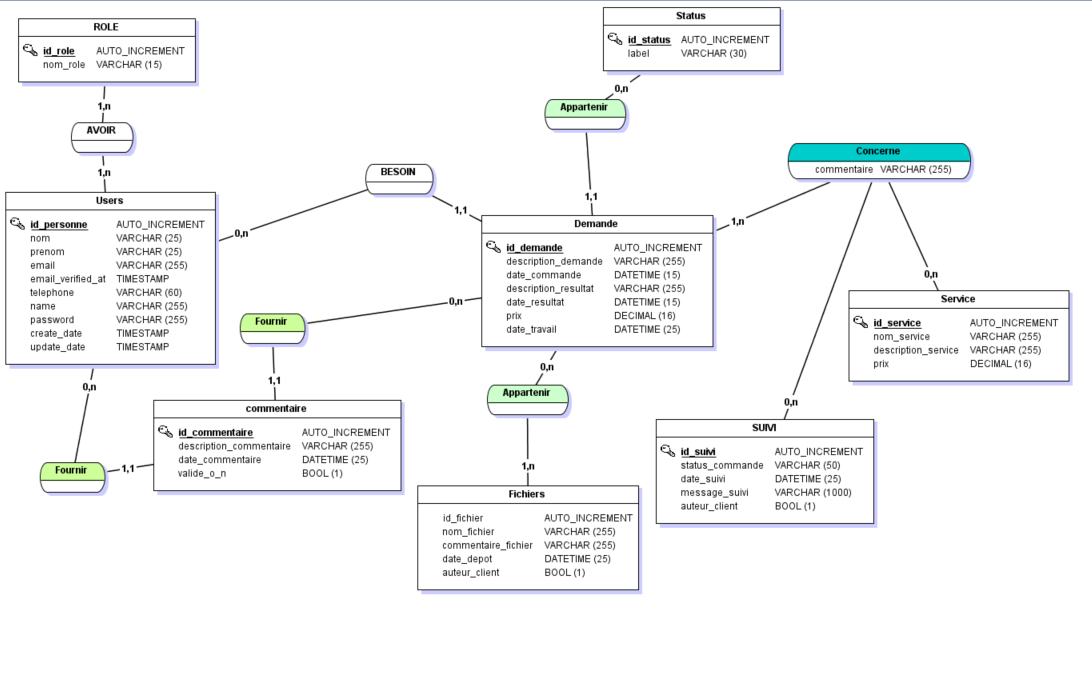 ROLE
id_role AUTO_INCREMENT
nom_role VARCHAR (15)
1,n
AVOIR
1,n
Users
id_personne AUTO_INCREMENT
nom VARCHAR (25)
prenom VARCHAR (25)
email VARCHAR (255)
email_verified_at TIMESTAMP
telephone VARCHAR (60)
name VARCHAR (255)
password VARCHAR (255)
create_date TIMESTAMP
update_date TIMESTAMP
0,n
BESOIN
1,1
Status
id_status AUTO_INCREMENT
label VARCHAR (30)
0,n
Appartenir
1,1
Demande
id_demande AUTO_INCREMENT
description_demande VARCHAR (255)
date_commande DATETIME (15)
description_resultat VARCHAR (255)
date_resultat DATETIME (15)
prix DECIMAL (16)
date_travail DATETIME (25)
Concerne
commentaire VARCHAR (255)
1,n
0,n
Service
id_service AUTO_INCREMENT
nom_service VARCHAR (255)
description_service VARCHAR (255)
prix DECIMAL (16)
0,n
SUIVI
id_suivi AUTO_INCREMENT
status_commande VARCHAR (50)
date_suivi DATETIME (25)
message_suivi VARCHAR (1000)
auteur_client BOOL (1)
0,n
Fournir
1,1
commentaire
id_commentaire AUTO_INCREMENT
description_commentaire VARCHAR (255)
date_commentaire DATETIME (25)
valide_o_n BOOL (1)
0,n
Fournir
1,1
0,n
Appartenir
1,n
Fichiers
id_fichier AUTO_INCREMENT
nom_fichier VARCHAR (255)
commentaire_fichier VARCHAR (255)
date_depot DATETIME (25)
auteur_client BOOL (1)